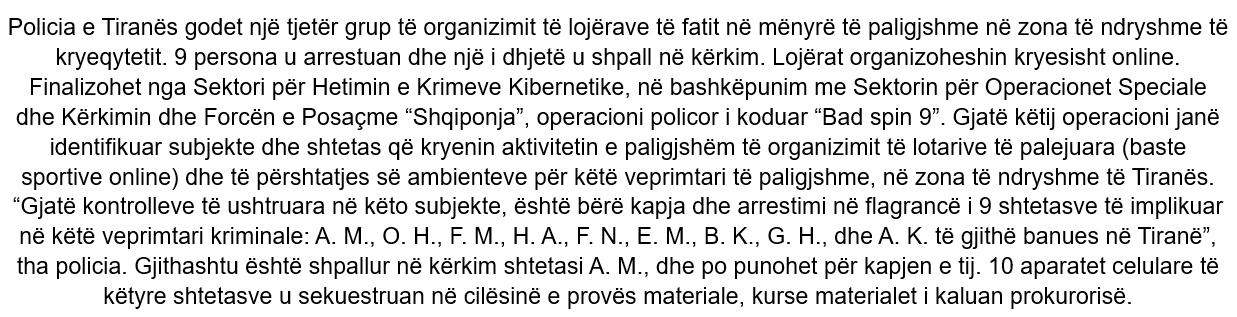 Policia e Tiranës godet një tjetër grup të organizimit të lojërave të fatit në mënyrë të paligjshme në zona të ndryshme të
kryeqytetit. 9 persona u arrestuan dhe një i dhjetë u shpall në kërkim. Lojërat organizoheshin kryesisht online.
Finalizohet nga Sektori për Hetimin e Krimeve Kibernetike, në bashkëpunim me Sektorin për Operacionet Speciale
dhe Kërkimin dhe Forcën e Posaçme “Shqiponja”, operacioni policor i koduar “Bad spin 9”. Gjatë këtij operacioni janë
identifikuar subjekte dhe shtetas që kryenin aktivitetin e paligjshëm të organizimit të lotarive të palejuara (baste
sportive online) dhe të përshtatjes së ambienteve për këtë veprimtari të paligjshme, në zona të ndryshme të Tiranës.
“Gjatë kontrolleve të ushtruara në këto subjekte, është bërë kapja dhe arrestimi në flagrancë i 9 shtetasve të implikuar
në këtë veprimtari kriminale: A. M., O. H., F. M., H. A., F. N., E. M., B. K., G. H., dhe A. K. të gjithë banues në Tiranë”,
tha policia. Gjithashtu është shpallur në kërkim shtetasi A. M., dhe po punohet për kapjen e tij. 10 aparatet celulare të
këtyre shtetasve u sekuestruan në cilësinë e provës materiale, kurse materialet i kaluan prokurorisë.